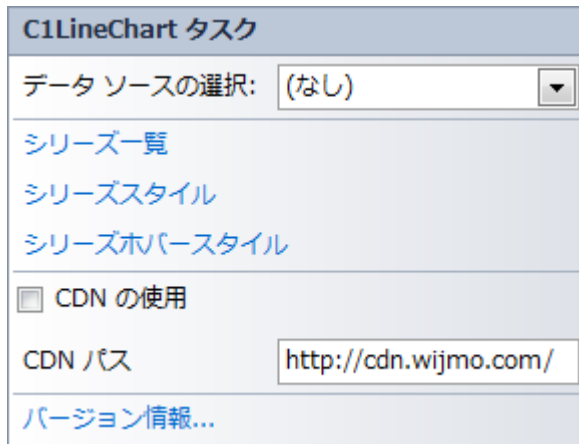 C1LineChart タスク
データ ソースの選択: (なし)
シリーズ一覧
シリーズスタイル
シリーズホバースタイル
CDN の使用
CDN パス http://cdn.wijmo.com/
バージョン情報...